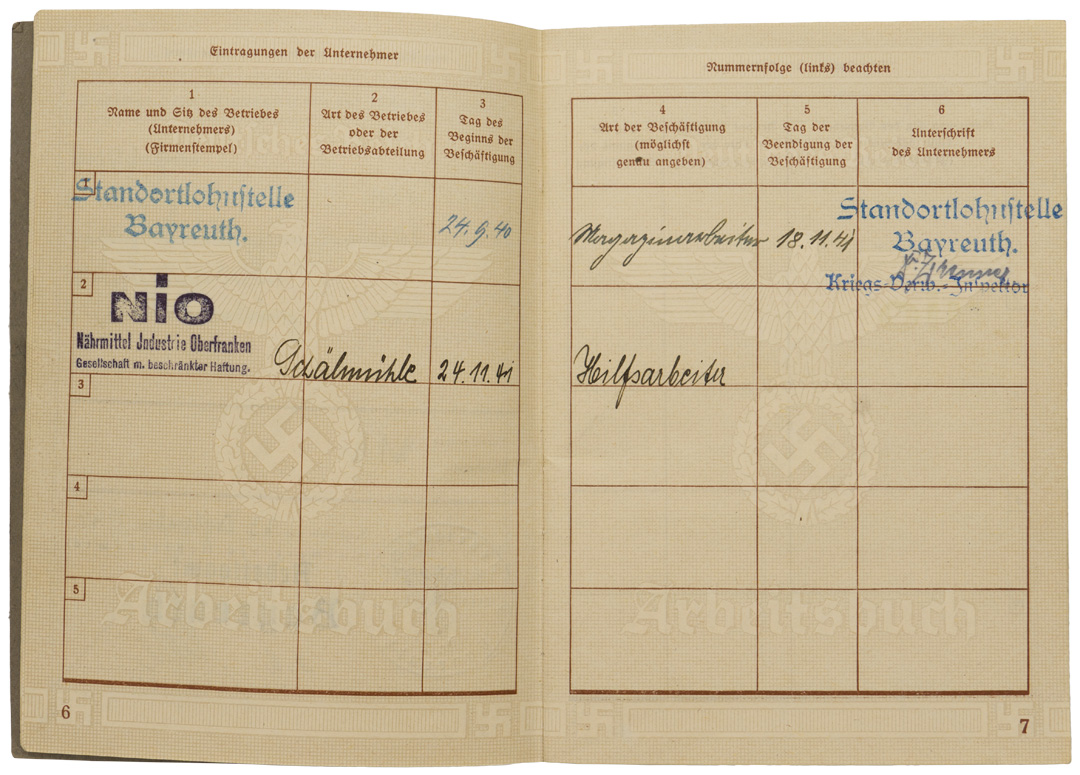 Eintragungen der Unternehmer
1
Name und Sitz des Betriebes
(Unternehmers)
(Firmenstempel)
2
Art des Betriebes
oder der
Betriebsabteilung
3
Tag des
Beginns der
Beschäftigung
1
Standortlohnstelle
Bayreuth.
24.9.40
2
NIO
Nährmittel Jndustrie Oberfranken
Gesellschaft m. beschränkter Haftung.
Schälmühle
24.11.41
3
4
5
Arbeitsbuch
6
Nummernfolge (links) beachten
4
Art der Beschäftigung
(möglichst
genau angeben)
5
Tag der
Beendigung der
Beschäftigung
6
Unterschrift
des Unternehmers
Magazinarbeiter
18.11.41
Standortlohnstelle
Bayreuth.
Kriegs-Verw.-Inspektor
Hilfsarbeiter
Arbeitsbuch
7